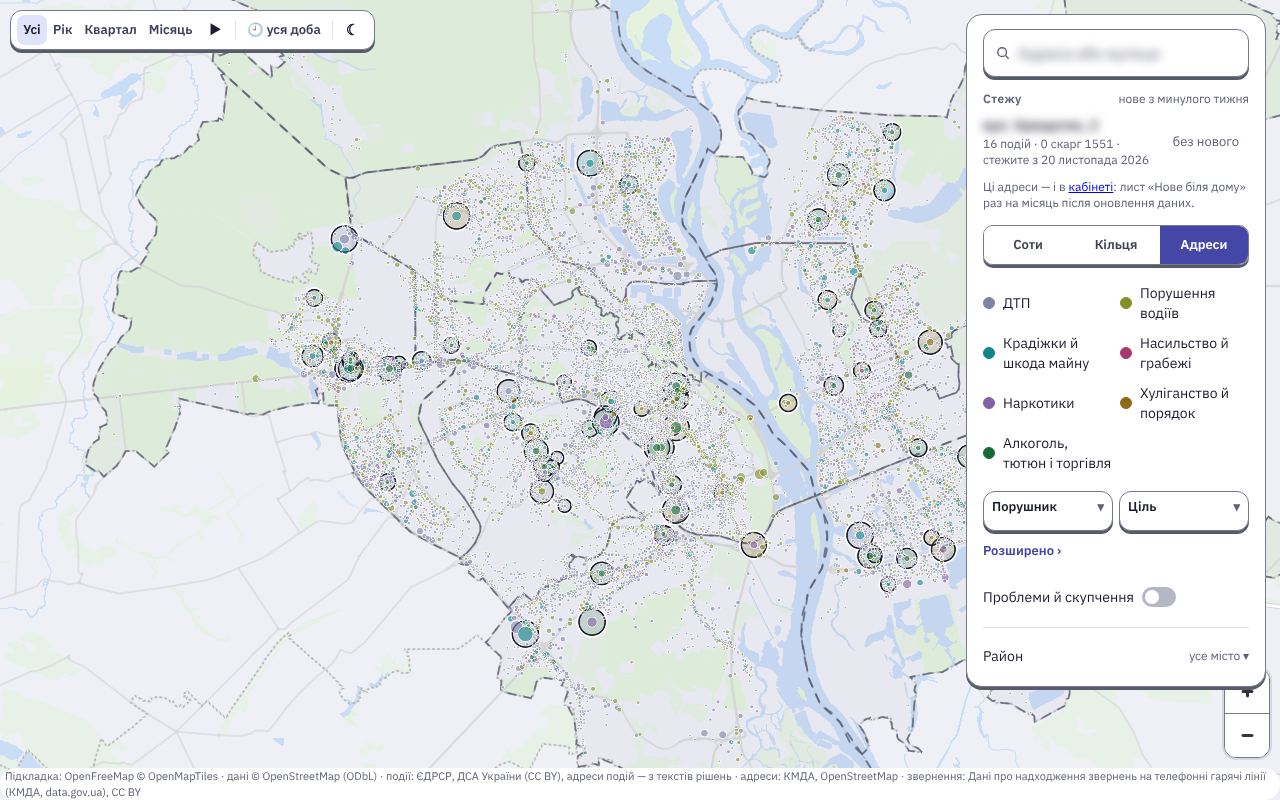 Усі Рік Квартал Місяць ▶ 🕘 уся доба ☾
Стежу нове з минулого тижня
16 подій · 0 скарг 1551 ·
стежите з 20 листопада 2026
без нового
Ці адреси — і в кабінеті: лист «Нове біля дому»
раз на місяць після оновлення даних.
Соти Кільця Адреси
ДТП
Порушення
водіїв
Крадіжки й
шкода майну
Насильство й
грабежі
Наркотики
Хуліганство й
порядок
Алкоголь,
тютюн і торгівля
Порушник ▾ Ціль ▾
Розширено ›
Проблеми й скупчення
Район усе місто ▾
+
−
Підкладка: OpenFreeMap © OpenMapTiles · дані © OpenStreetMap (ODbL) · події: ЄДРСР, ДСА України (CC BY), адреси подій — з текстів рішень · адреси: КМДА, OpenStreetMap · звернення: Дані про надходження звернень на телефонні гарячі лінії
(КМДА, data.gov.ua), CC BY